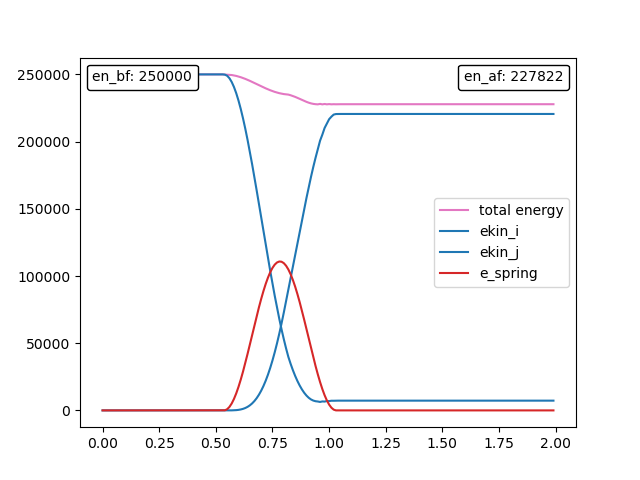 en_bf: 250000
en_af: 227822
250000
200000
150000
100000
50000
0
total energy
ekin_i
ekin_j
e_spring
0.00 0.25 0.50 0.75 1.00 1.25 1.50 1.75 2.00